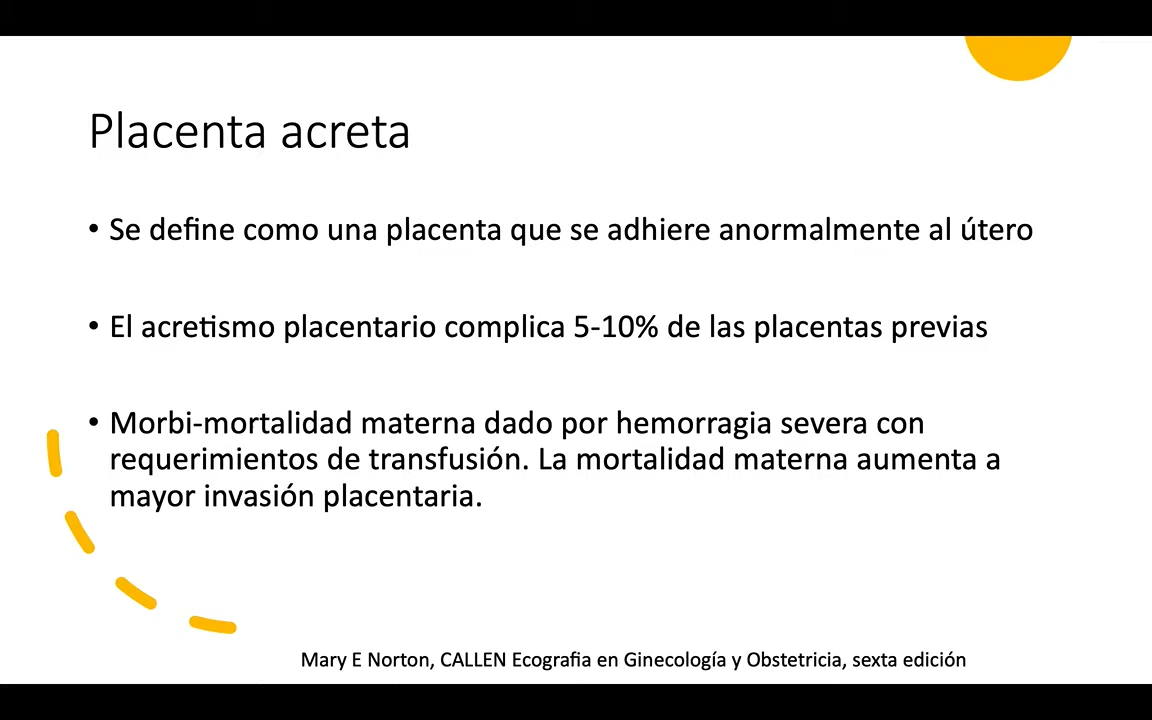 Placenta acreta
• Se define como una placenta que se adhiere anormalmente al útero
• El acretismo placentario complica 5-10% de las placentas previas
• Morbi-mortalidad materna dado por hemorragia severa con
requerimientos de transfusión. La mortalidad materna aumenta a
mayor invasión placentaria.
Mary E Norton, CALLEN Ecografia en Ginecología y Obstetricia, sexta edición